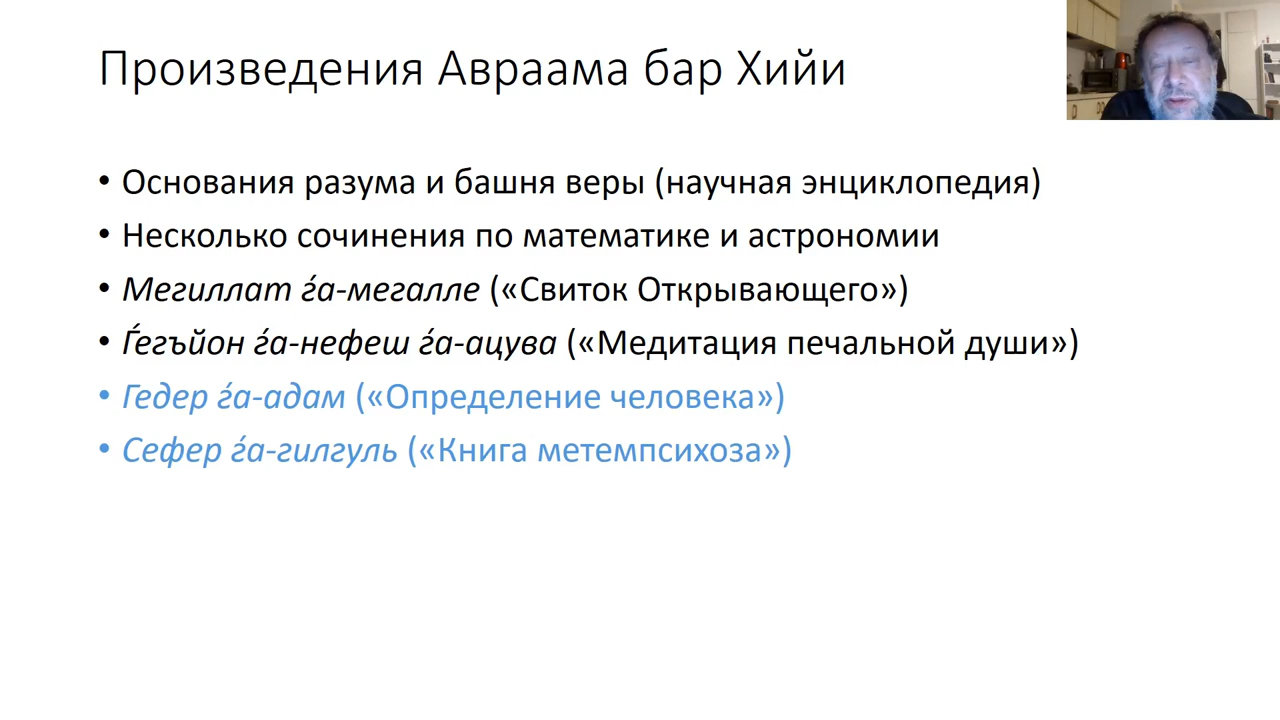 Произведения Авраама бар Хийи
• Основания разума и башня веры (научная энциклопедия)
• Несколько сочинения по математике и астрономии
• Мегиллат ѓа-мегалле («Свиток Открывающего»)
• Ѓегъйон ѓа-нефеш ѓа-ацува («Медитация печальной души»)
• Гедер ѓа-адам («Определение человека»)
• Сефер ѓа-гилгуль («Книга метемпсихоза»)